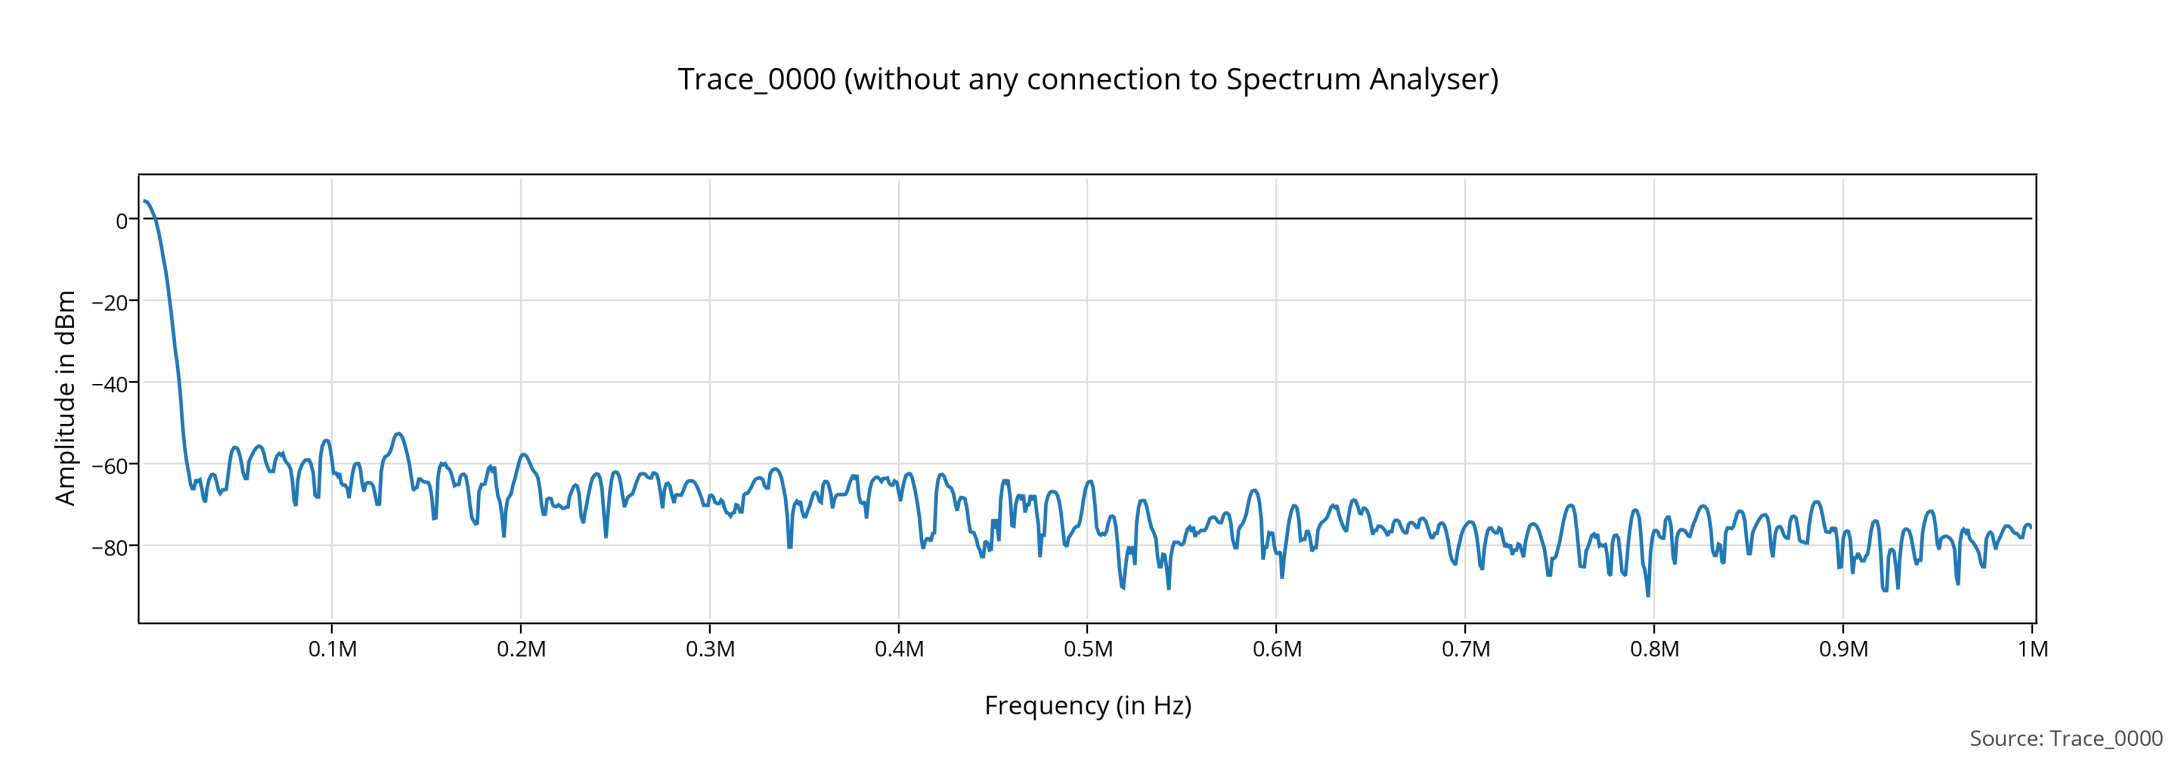 Trace_0000 (without any connection to Spectrum Analyser)
Amplitude in dBm
0
−20
−40
−60
−80
0.1M 0.2M 0.3M 0.4M 0.5M 0.6M 0.7M 0.8M 0.9M 1M
Frequency (in Hz)
Source: Trace_0000